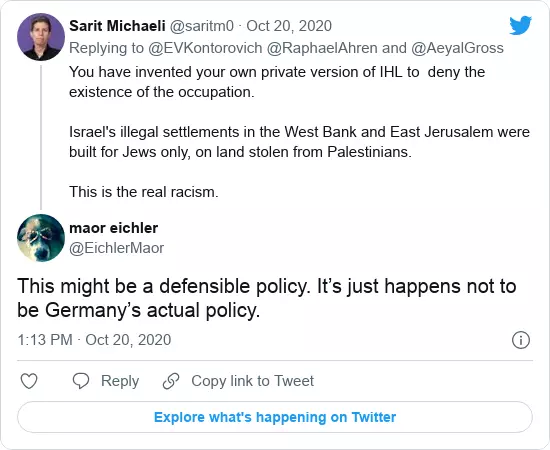 Sarit Michaeli @saritm0 · Oct 20, 2020
Replying to @EVKontorovich @RaphaelAhren and @AeyalGross
You have invented your own private version of IHL to  deny the
existence of the occupation.
Israel's illegal settlements in the West Bank and East Jerusalem were
built for Jews only, on land stolen from Palestinians.
This is the real racism.
maor eichler
@EichlerMaor
This might be a defensible policy. It’s just happens not to
be Germany’s actual policy.
1:13 PM · Oct 20, 2020
Reply
Copy link to Tweet
Explore what's happening on Twitter